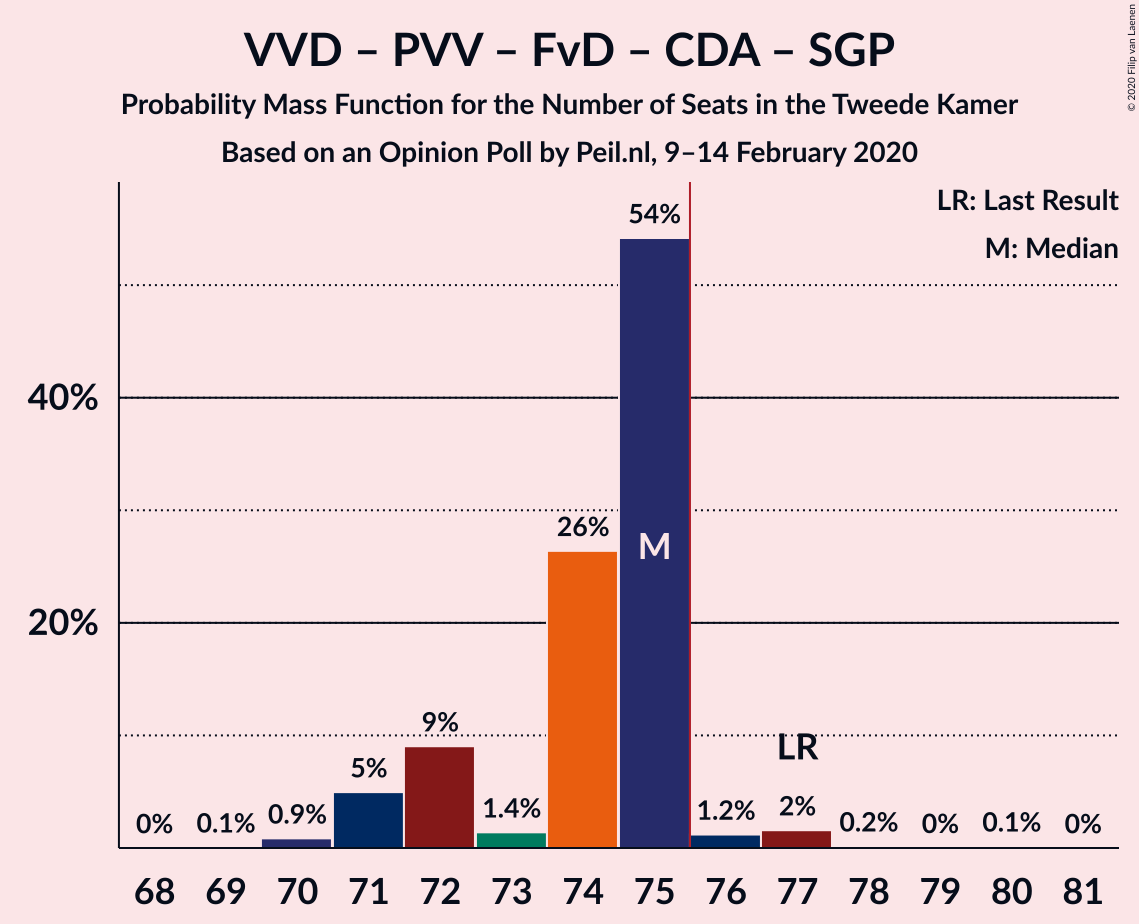 VVD – PVV – FvD – CDA – SGP
Probability Mass Function for the Number of Seats in the Tweede Kamer
Based on an Opinion Poll by Peil.nl, 9–14 February 2020
© 2020 Filip van Laenen
LR: Last Result
M: Median
54%
40%
26%
M
20%
9%
LR
5%
0% 0.1% 0.9% 1.4% 1.2% 2% 0.2% 0% 0.1% 0%
68 69 70 71 72 73 74 75 76 77 78 79 80 81